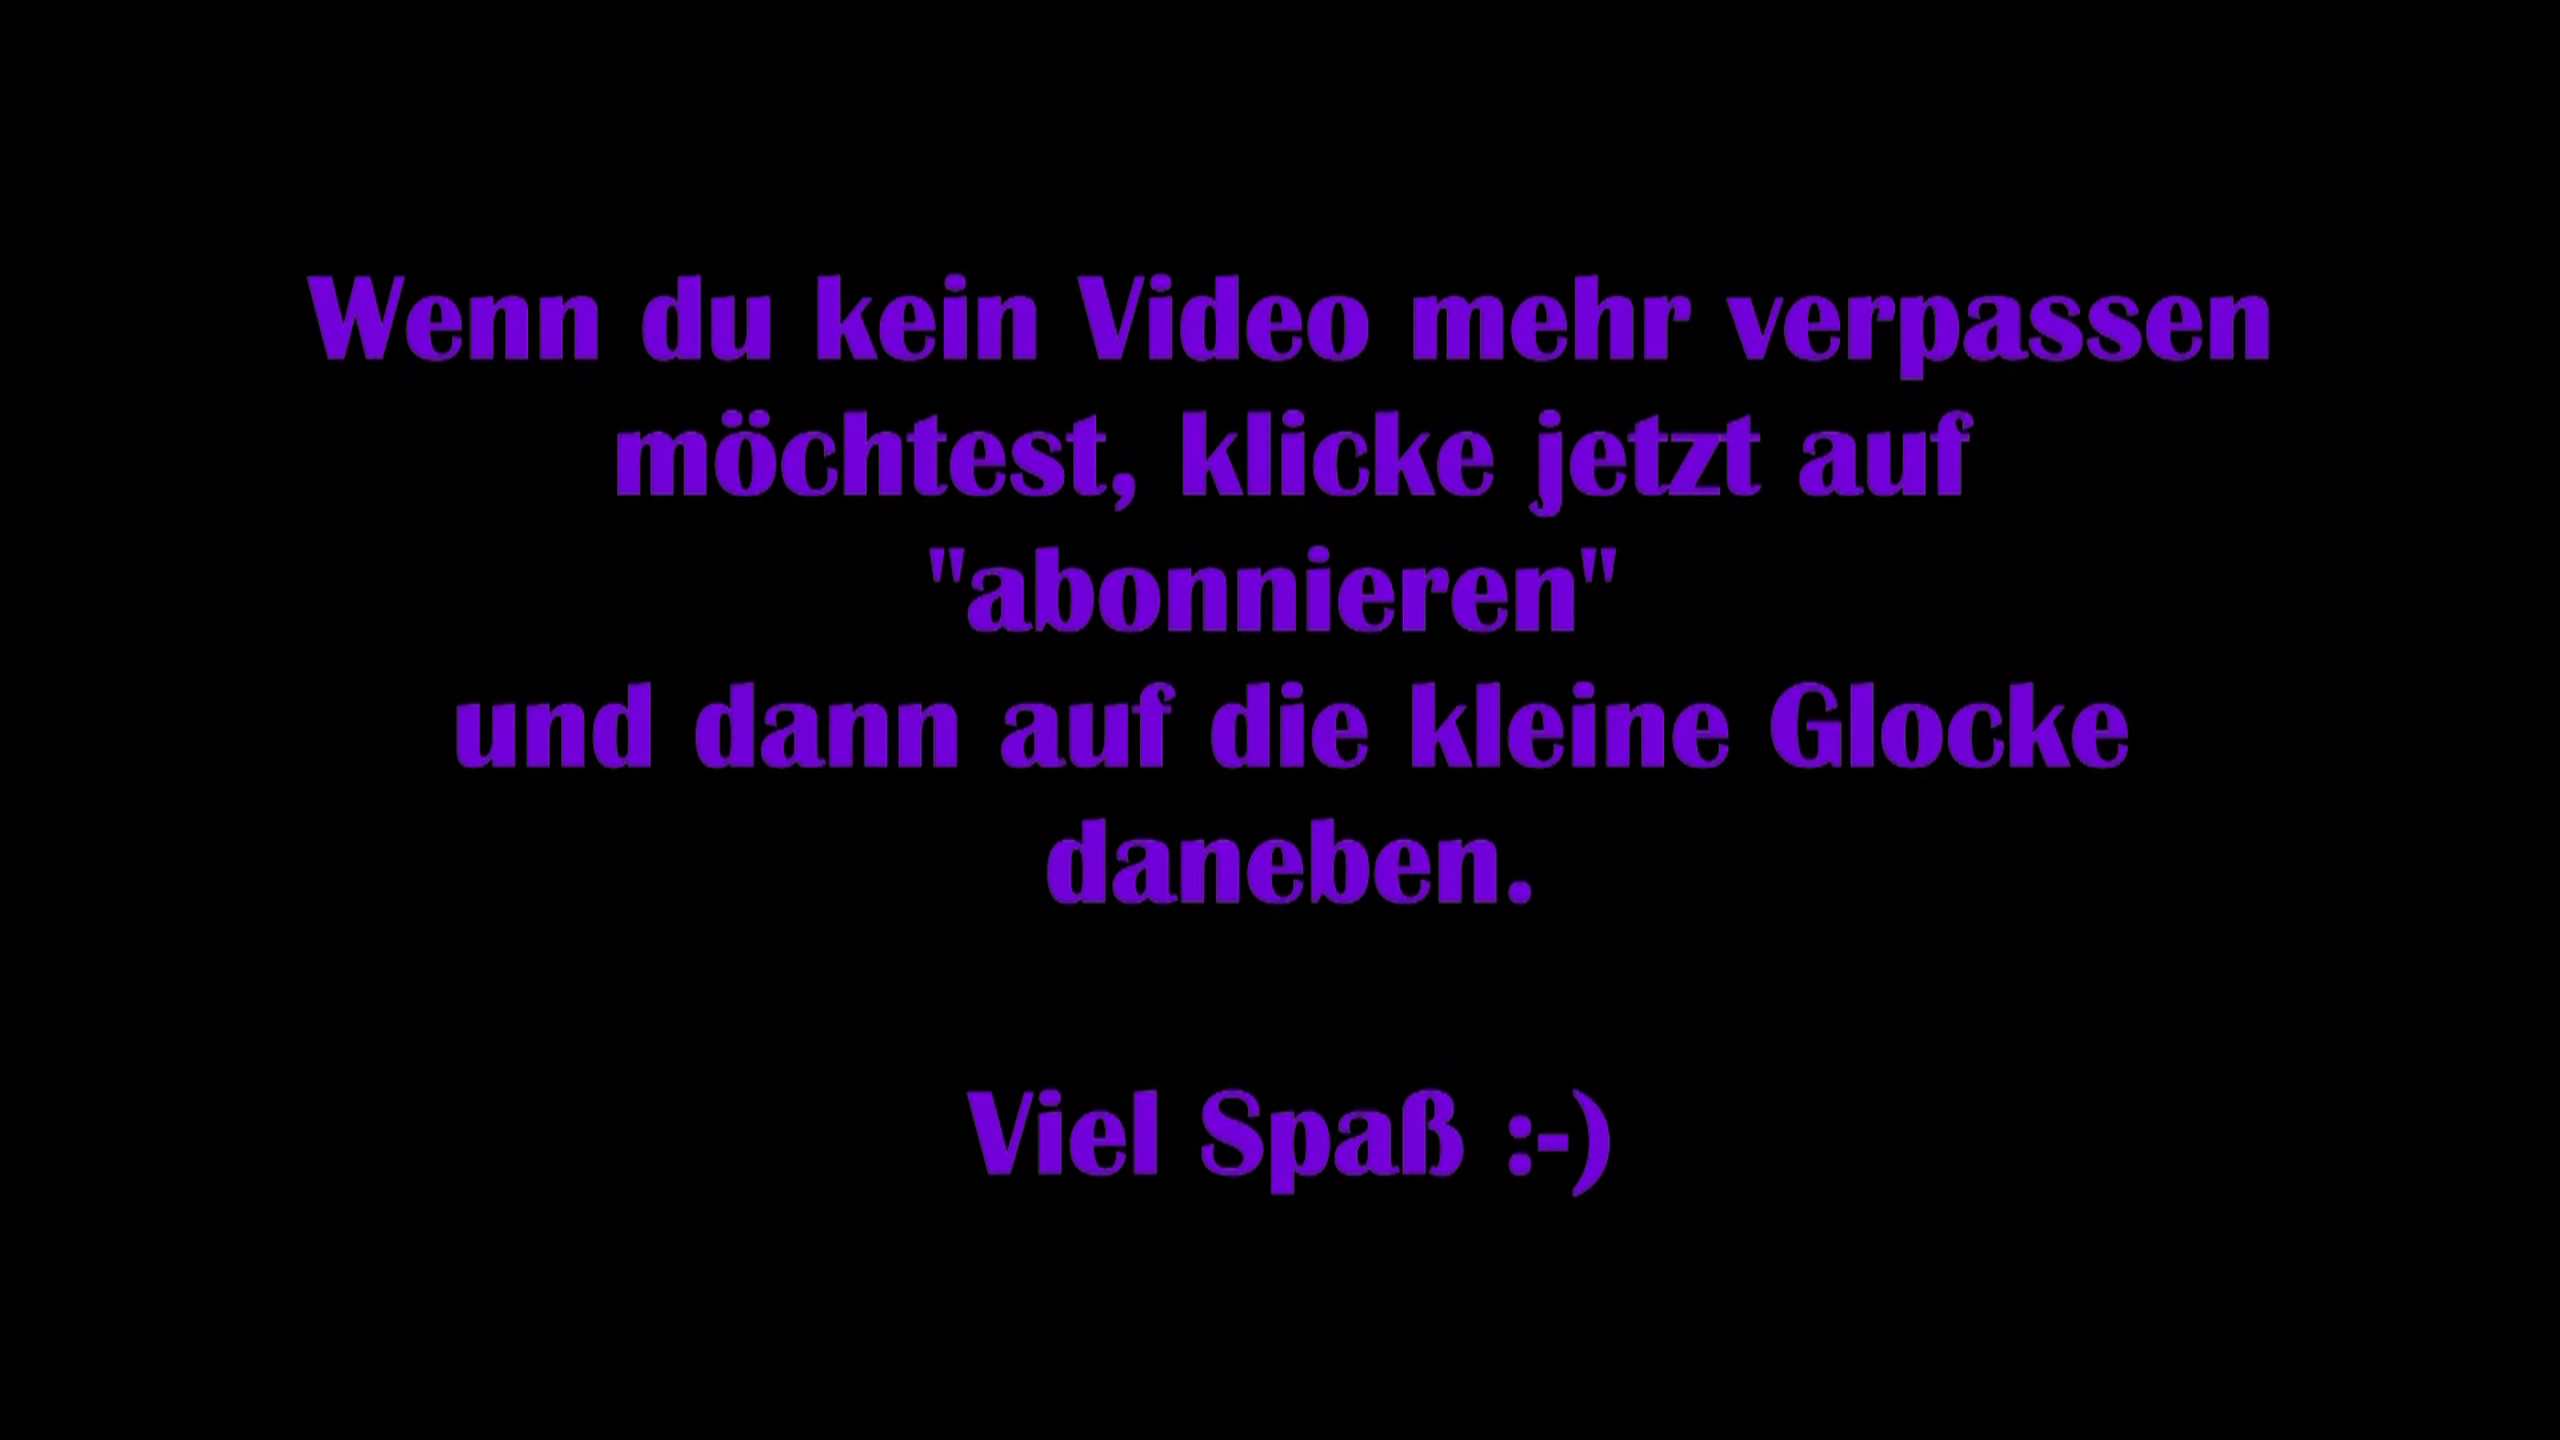 Wenn du kein Video mehr verpassen
möchtest, klicke jetzt auf
"abonnieren"
und dann auf die kleine Glocke
daneben.
Viel Spaß :-)